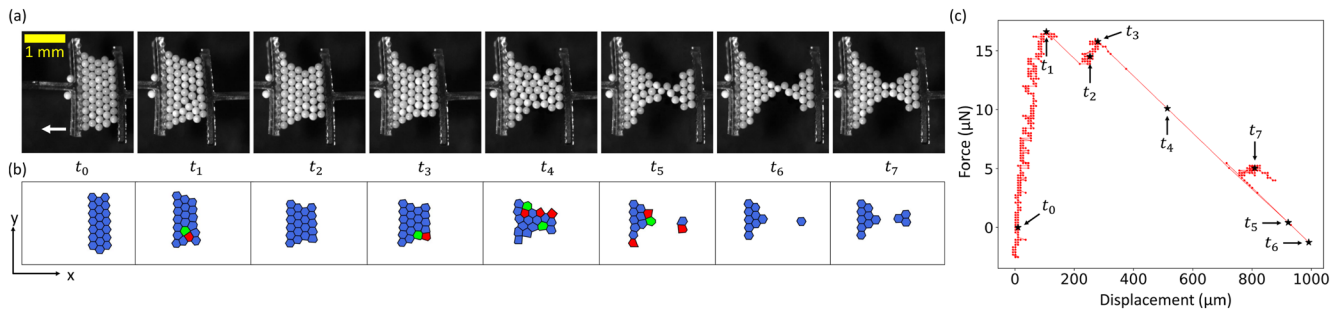 (a)
1 mm
t₀ t₁ t₂ t₃ t₄ t₅ t₆ t₇
(b)
y
x
(c)
Force (μN)
15
10
5
0
t₁
t₃
t₂
t₄
t₇
t₀
t₅
t₆
0 200 400 600 800 1000
Displacement (μm)